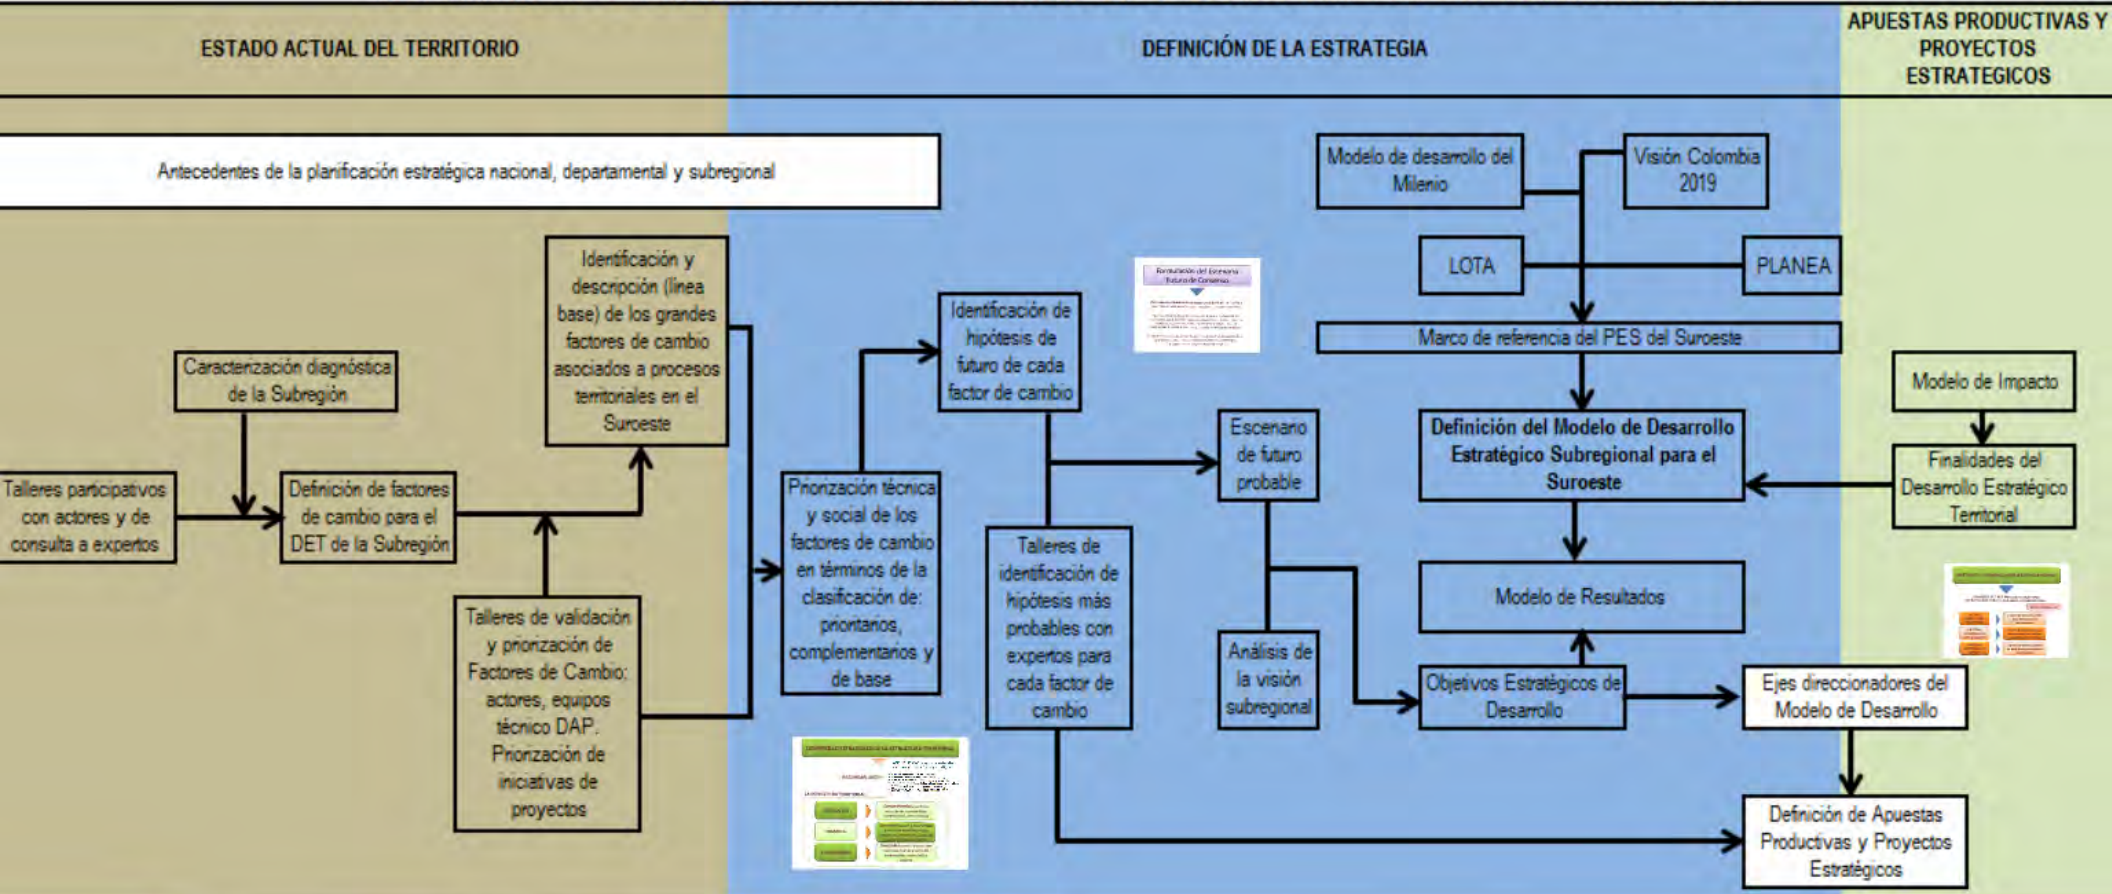 ESTADO ACTUAL DEL TERRITORIO
DEFINICIÓN DE LA ESTRATEGIA
APUESTAS PRODUCTIVAS Y
PROYECTOS
ESTRATEGICOS
Antecedentes de la planificación estratégica nacional, departamental y subregional
Modelo de desarrollo del
Milenio
Visión Colombia
2019
LOTA
PLANEA
Marco de referencia del PES del Suroeste
Identificación y
descripción (línea
base) de los grandes
factores de cambio
asociados a procesos
territoriales en el
Suroeste
Caracterización diagnóstica
de la Subregión
Talleres participativos
con actores y de
consulta a expertos
Definición de factores
de cambio para el
DET de la Subregión
Talleres de validación
y priorización de
Factores de Cambio:
actores, equipos
técnico DAP.
Priorización de
iniciativas de
proyectos
Priorización técnica
y social de los
factores de cambio
en términos de la
clasificación de:
prioritarios,
complementarios y
de base
Identificación de
hipótesis de
futuro de cada
factor de cambio
Formulación del Escenario
Futuro de Consenso
Talleres de
identificación de
hipótesis más
probables con
expertos para
cada factor de
cambio
Escenario
de futuro
probable
Análisis de
la visión
subregional
Definición del Modelo de Desarrollo
Estratégico Subregional para el
Suroeste
Modelo de Resultados
Objetivos Estratégicos de
Desarrollo
Modelo de Impacto
Finalidades del
Desarrollo Estratégico
Territorial
Ejes direccionadores del
Modelo de Desarrollo
Definición de Apuestas
Productivas y Proyectos
Estratégicos